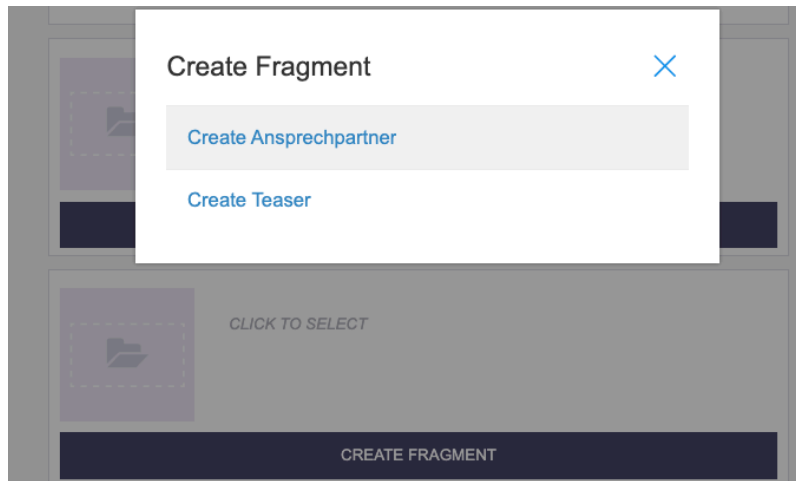 Create Fragment
Create Ansprechpartner
Create Teaser
CLICK TO SELECT
CREATE FRAGMENT